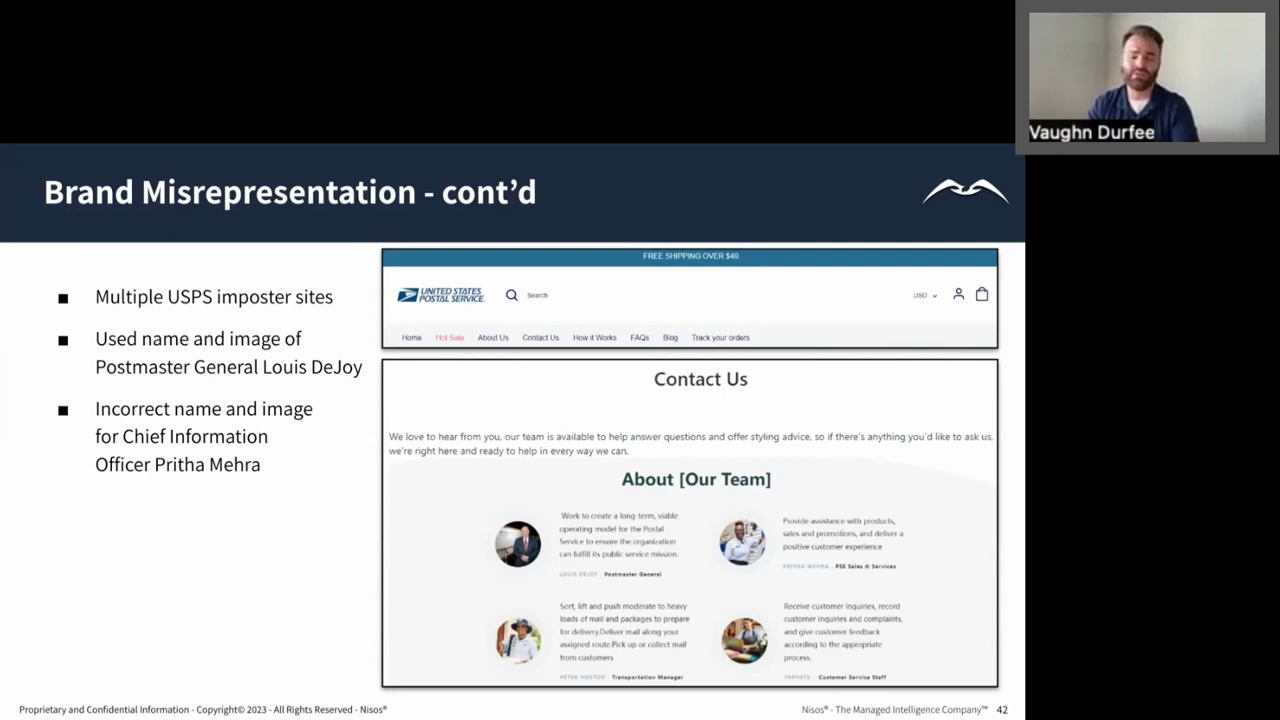 Vaughn Durfee
Brand Misrepresentation - cont’d
■ Multiple USPS imposter sites
■ Used name and image of
Postmaster General Louis DeJoy
■ Incorrect name and image
for Chief Information
Officer Pritha Mehra
FREE SHIPPING OVER $49
UNITED STATES
POSTAL SERVICE.
Search
USD
Home Hot Sale About Us Contact Us How it Works FAQs Blog Track your orders
Contact Us
We love to hear from you, our team is available to help answer questions and offer styling advice, so if there's anything you'd like to ask us,
we're right here and ready to help in every way we can.
About [Our Team]
Work to create a long-term, viable
operating model for the Postal
Service to ensure the organization
can fulfill its public service mission.
LOUIS DEJOY - Postmaster General
Provide assistance with products,
sales and promotions, and deliver a
positive customer experience
PRITHA MEHRA - PSE Sales & Services
Sort, lift and push moderate to heavy
loads of mail and packages to prepare
for delivery.Deliver mail along your
assigned route.Pick up or collect mail
from customers
PETER WESTON - Transportation Manager
Receive customer inquiries, record
customer inquiries and complaints,
and give customer feedback
according to the appropriate
process.
Customer Service Staff
Proprietary and Confidential Information - Copyright© 2023 - All Rights Reserved - Nisos®
Nisos® - The Managed Intelligence Company™ 42